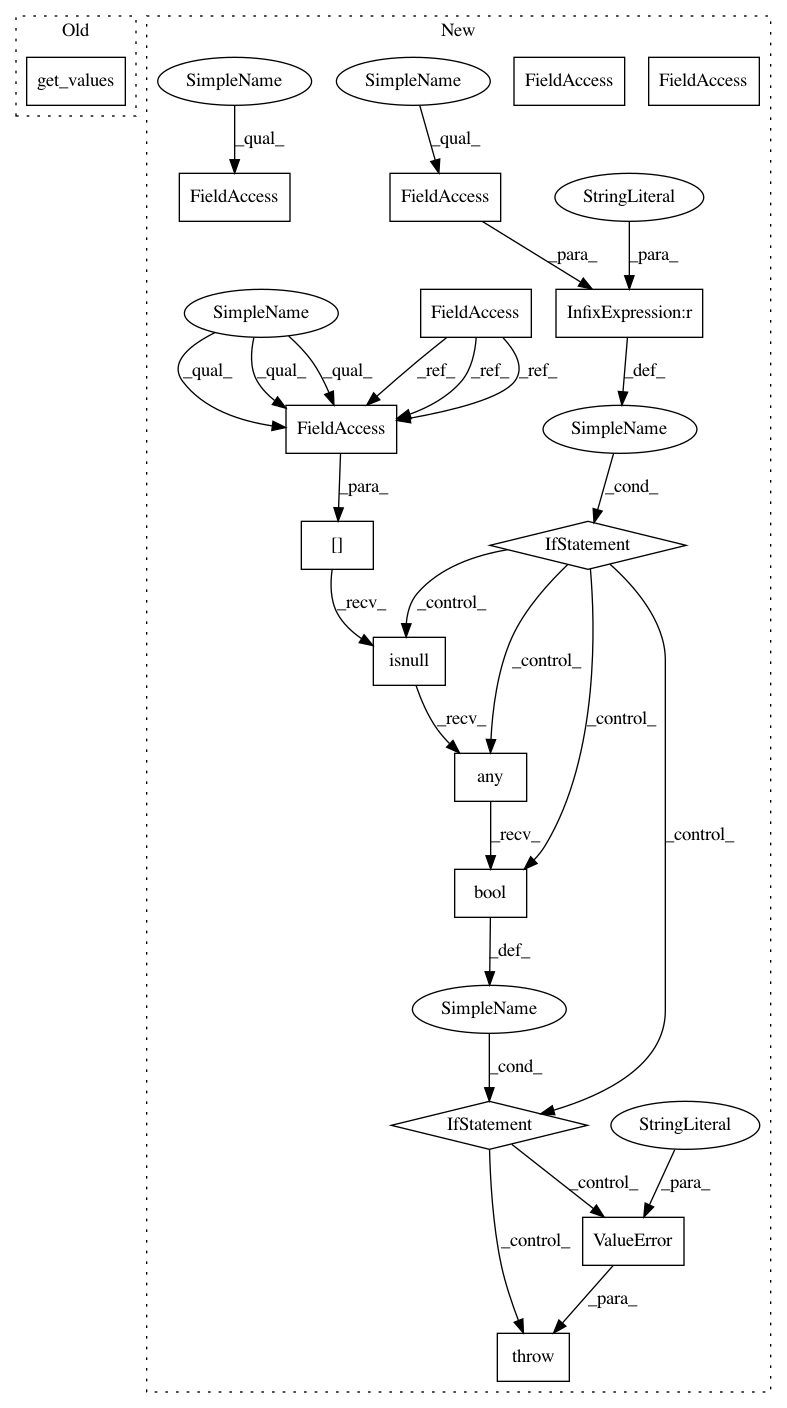 Old
New
get_values
SimpleName
SimpleName
FieldAccess
FieldAccess
_qual_
_qual_
FieldAccess
FieldAccess
StringLiteral
_para_
_para_
SimpleName
FieldAccess
InfixExpression:r
_qual_
_qual_
_qual_
_ref_
_ref_
_ref_
_def_
FieldAccess
SimpleName
_para_
_cond_
[]
IfStatement
_recv_
_control_
isnull
_control_
_recv_
_control_
any
_recv_
_control_
bool
_def_
SimpleName
_cond_
IfStatement
StringLiteral
_control_
_para_
_control_
ValueError
_para_
throw